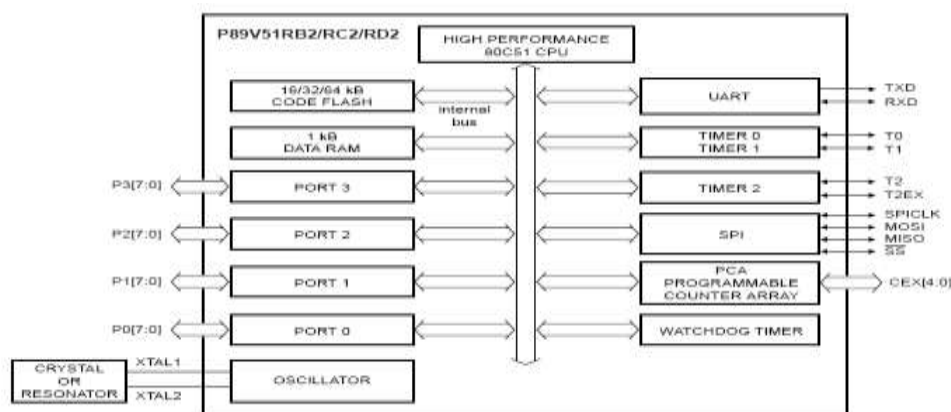 P89V51RB2/RC2/RD2
HIGH PERFORMANCE
80C51 CPU
16/32/64 kB
CODE FLASH
internal
bus
UART
TXD
RXD
1 kB
DATA RAM
TIMER 0
TIMER 1
T0
T1
P3[7:0]
PORT 3
TIMER 2
T2
T2EX
P2[7:0]
PORT 2
SPI
SPICLK
MOSI
MISO
SS
P1[7:0]
PORT 1
PCA
PROGRAMMABLE
COUNTER ARRAY
CEX[4:0]
P0[7:0]
PORT 0
WATCHDOG TIMER
CRYSTAL
OR
RESONATOR
XTAL1
XTAL2
OSCILLATOR